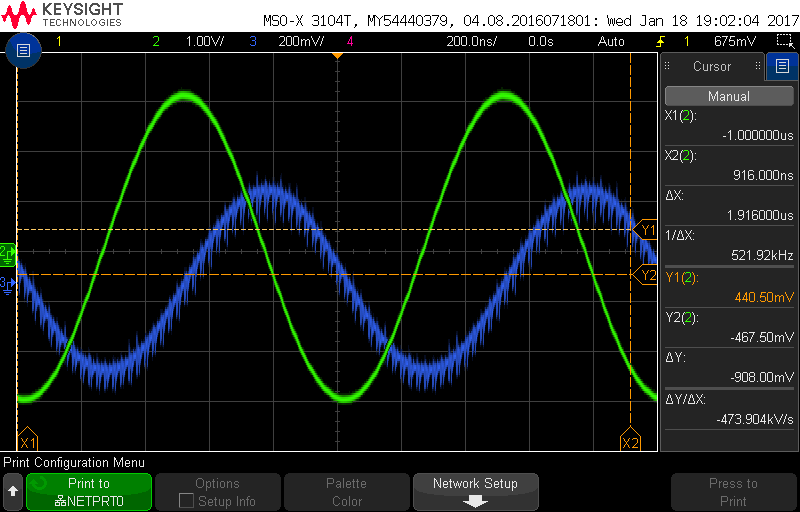 KEYSIGHT
TECHNOLOGIES
MSO-X 3104T, MY54440379, 04.08.2016071801: Wed Jan 18 19:02:04 2017
1 2 1.00V/ 3 200mV/ 4 200.0ns/ 0.0s Auto 1 675mV
Cursor
Manual
X1(2):
-1.000000us
X2(2):
916.000ns
ΔX:
1.916000us
1/ΔX:
521.92kHz
Y1(2):
440.50mV
Y2(2):
-467.50mV
ΔY:
-908.00mV
ΔY/ΔX:
-473.904kV/s
2
3
Y1
Y2
X1
X2
Print Configuration Menu
Print to
NETPRT0
Options
Setup Info
Palette
Color
Network Setup
Press to
Print